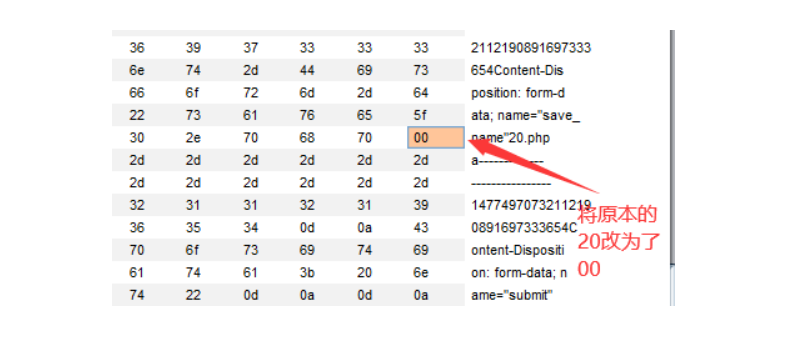 36 39 37 33 33 33 2112190891697333
6e 74 2d 44 69 73 654Content-Dis
66 6f 72 6d 2d 64 position: form-d
22 73 61 76 65 5f ata; name="save_
30 2e 70 68 70 00 name"20.php
2d 2d 2d 2d 2d 2d a---------------
2d 2d 2d 2d 2d 2d ----------------
32 31 31 32 31 39 1477497073211219
36 35 34 0d 0a 43 0891697333654C
70 6f 73 69 74 69 ontent-Dispositi
61 74 61 3b 20 6e on: form-data; n
74 22 0d 0a 0d 0a ame="submit"
将原本的
20改为了
00